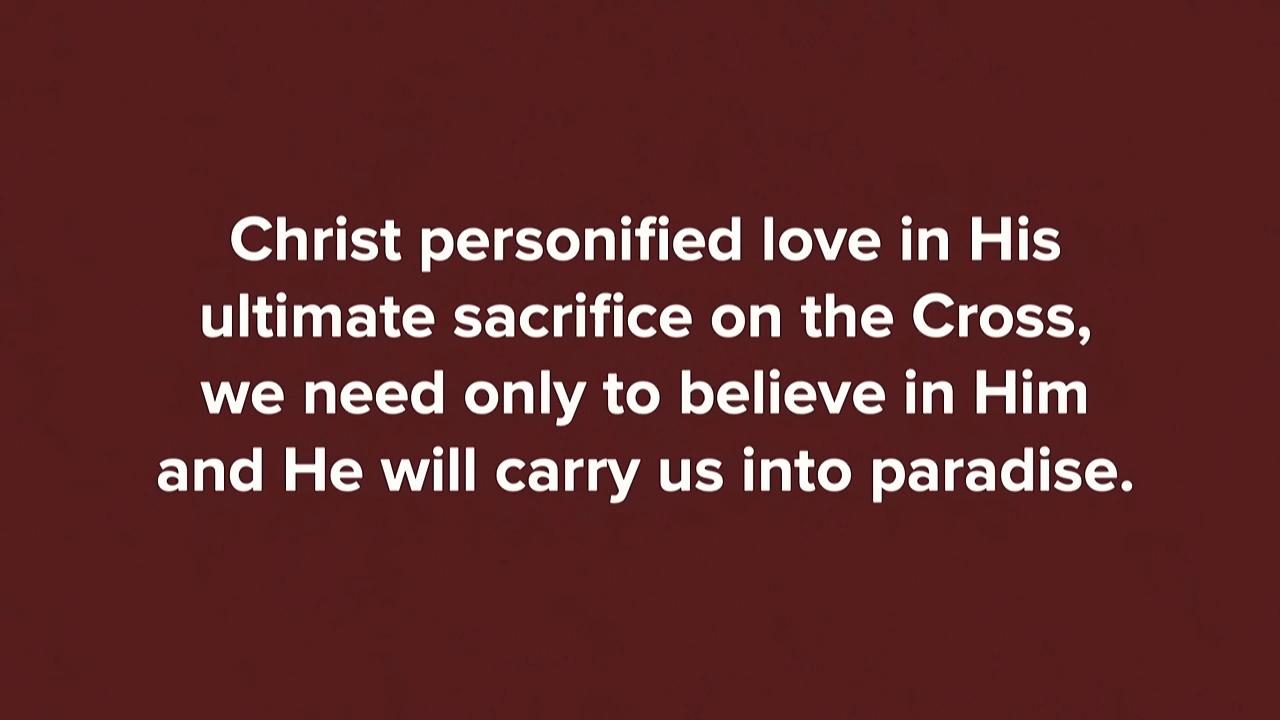 Christ personified love in His
ultimate sacrifice on the Cross,
we need only to believe in Him
and He will carry us into paradise.